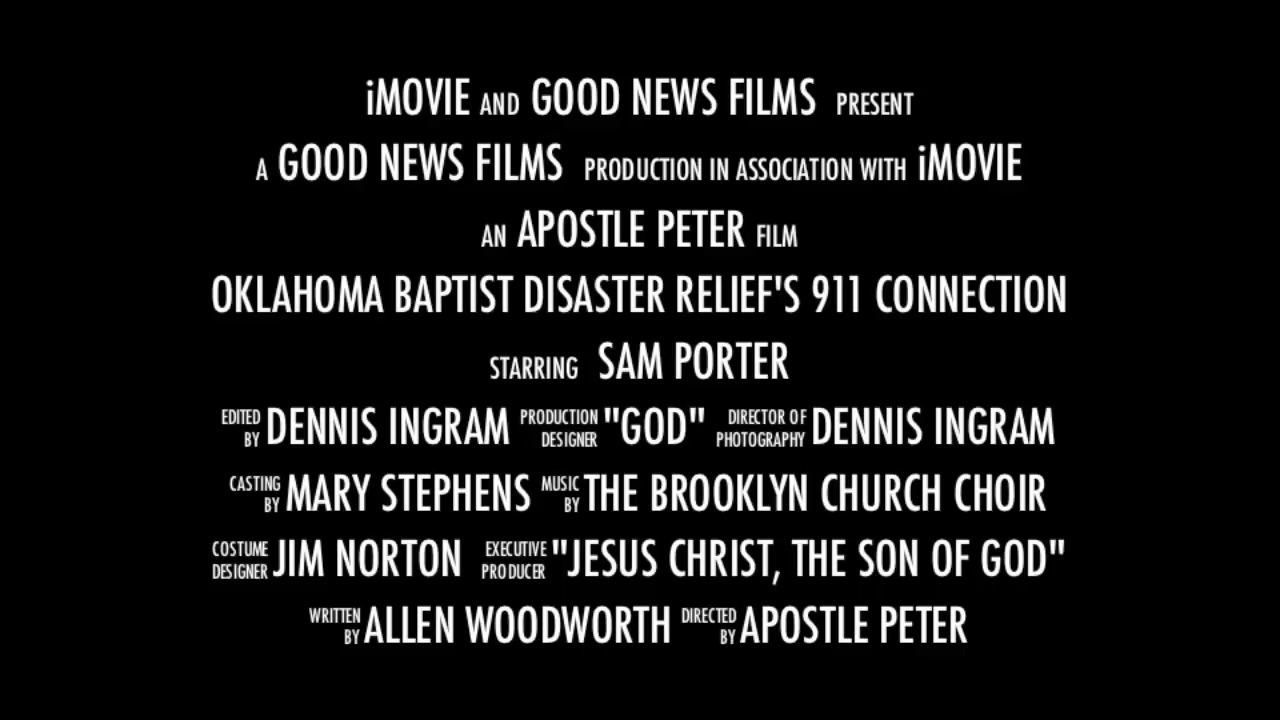 iMOVIE AND GOOD NEWS FILMS PRESENT
A GOOD NEWS FILMS PRODUCTION IN ASSOCIATION WITH iMOVIE
AN APOSTLE PETER FILM
OKLAHOMA BAPTIST DISASTER RELIEF'S 911 CONNECTION
STARRING SAM PORTER
EDITED BY DENNIS INGRAM PRODUCTION DESIGNER "GOD" DIRECTOR OF PHOTOGRAPHY DENNIS INGRAM
CASTING BY MARY STEPHENS MUSIC BY THE BROOKLYN CHURCH CHOIR
COSTUME DESIGNER JIM NORTON EXECUTIVE PRODUCER "JESUS CHRIST, THE SON OF GOD"
WRITTEN BY ALLEN WOODWORTH DIRECTED BY APOSTLE PETER